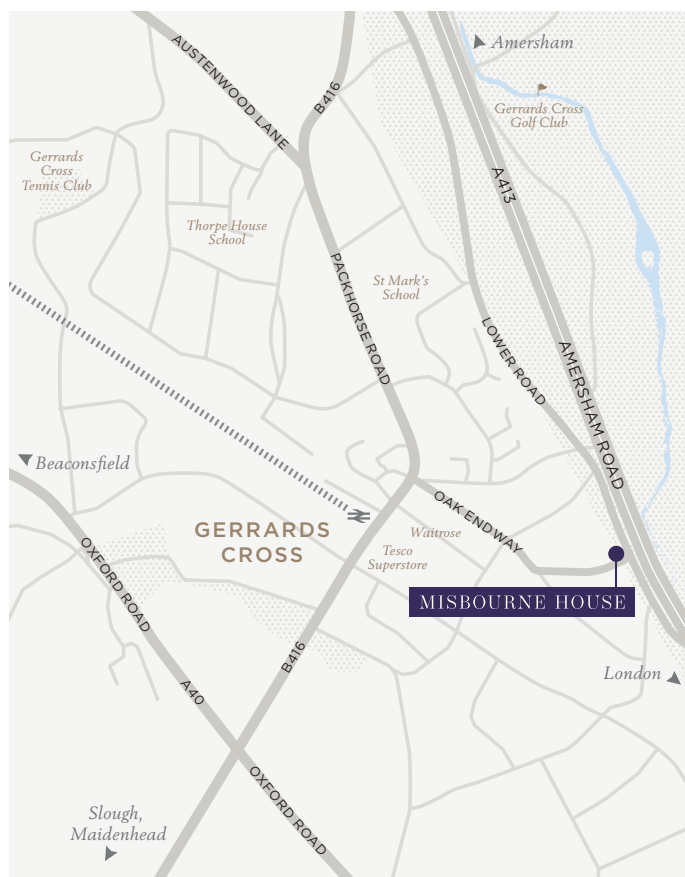 Amersham
AUSTENWOOD LANE
B416
Gerrards Cross
Golf Club
Gerrards
Cross
Tennis Club
A413
Thorpe House
School
St Mark's
School
PACKHORSE ROAD
LOWER ROAD
AMERSHAM ROAD
Beaconsfield
OAK ENDWAY
GERRARDS
CROSS
Waitrose
Tesco
Superstore
OXFORD ROAD
MISBOURNE HOUSE
B416
London
A40
OXFORD ROAD
Slough,
Maidenhead